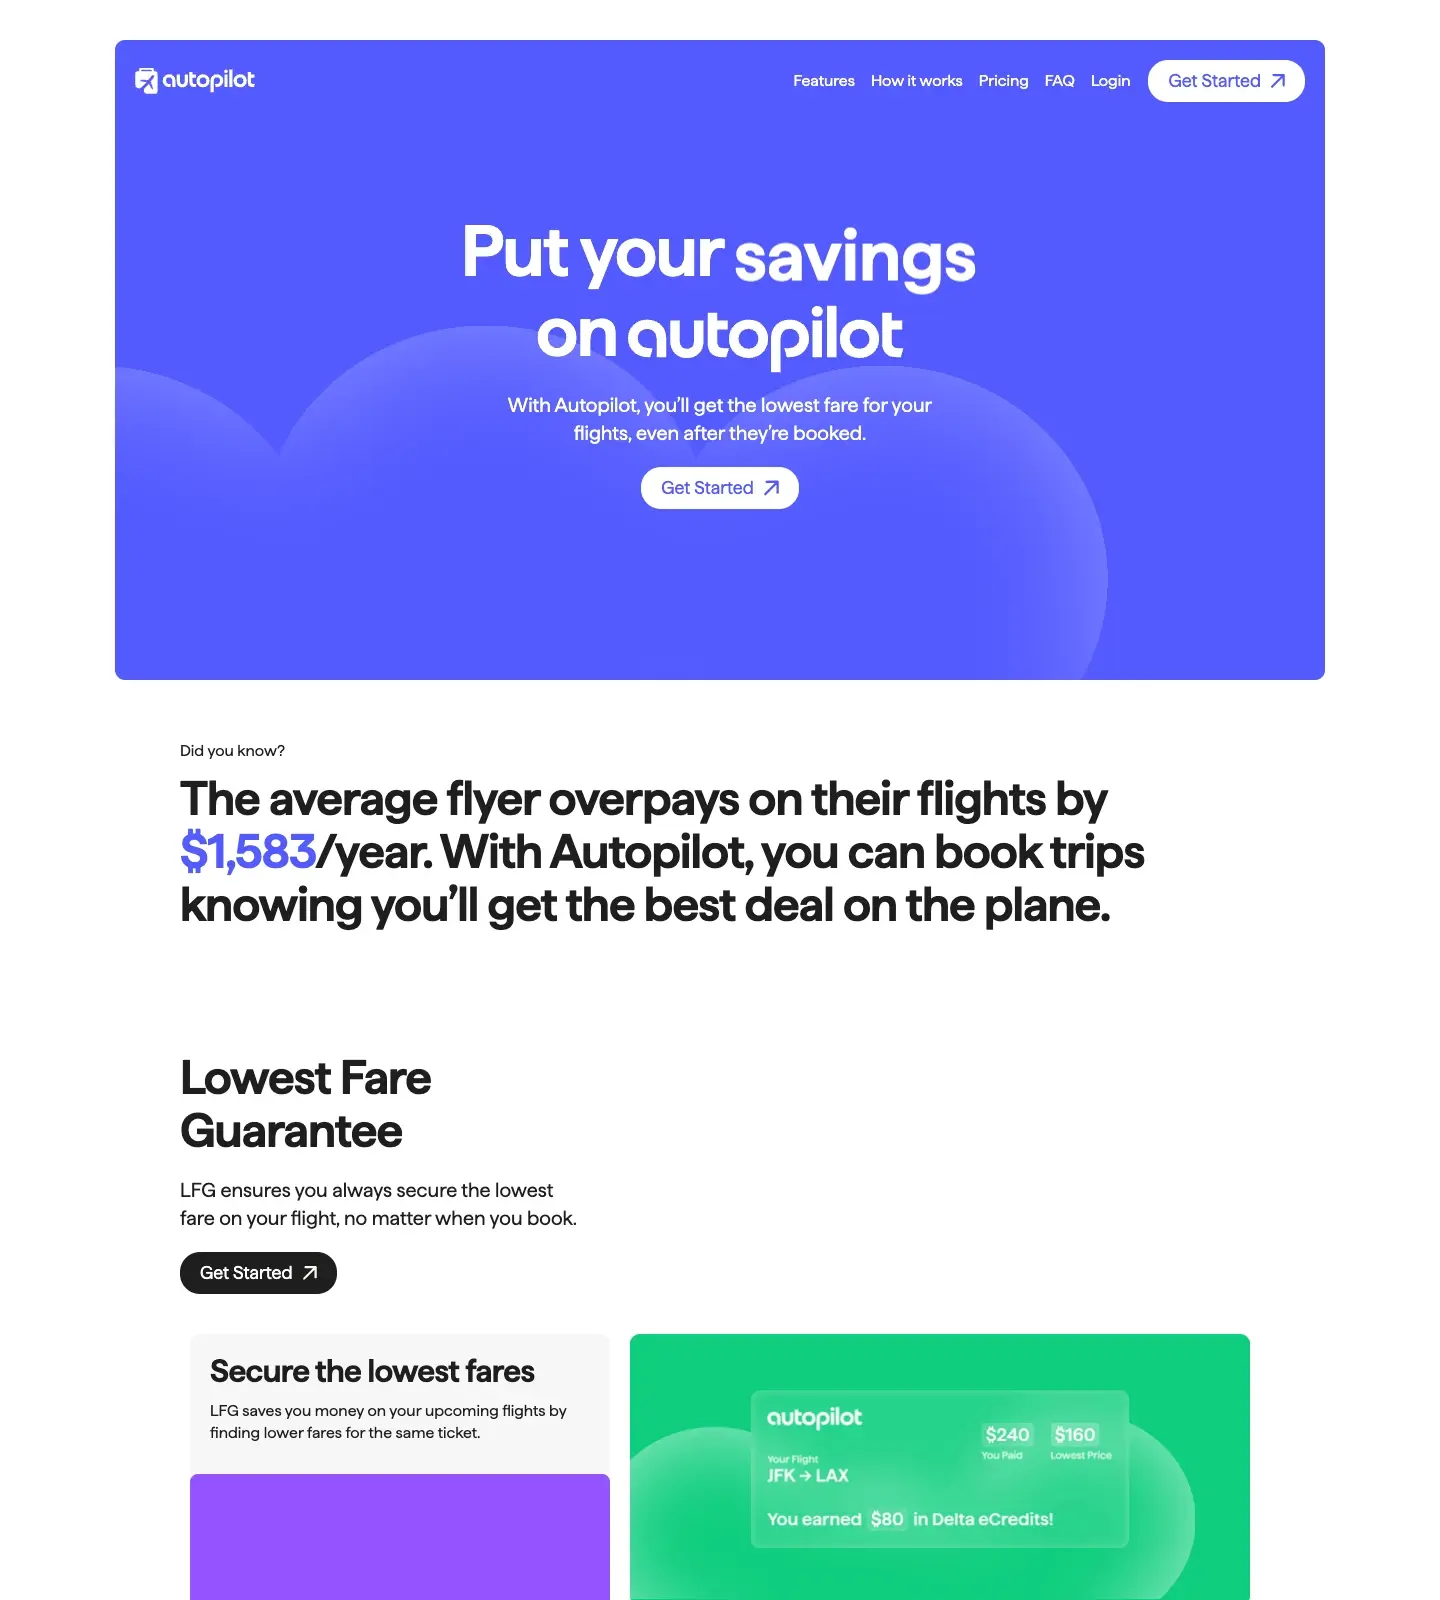 autopilot
Features How it works Pricing FAQ Login Get Started
Put your savings
on autopilot
With Autopilot, you’ll get the lowest fare for your
flights, even after they’re booked.
Get Started
Did you know?
The average flyer overpays on their flights by
$1,583/year. With Autopilot, you can book trips
knowing you’ll get the best deal on the plane.
Lowest Fare
Guarantee
LFG ensures you always secure the lowest
fare on your flight, no matter when you book.
Get Started
Secure the lowest fares
LFG saves you money on your upcoming flights by
finding lower fares for the same ticket.
autopilot
$240 $160
You Paid Lowest Price
Your Flight
JFK → LAX
You earned $80 in Delta eCredits!